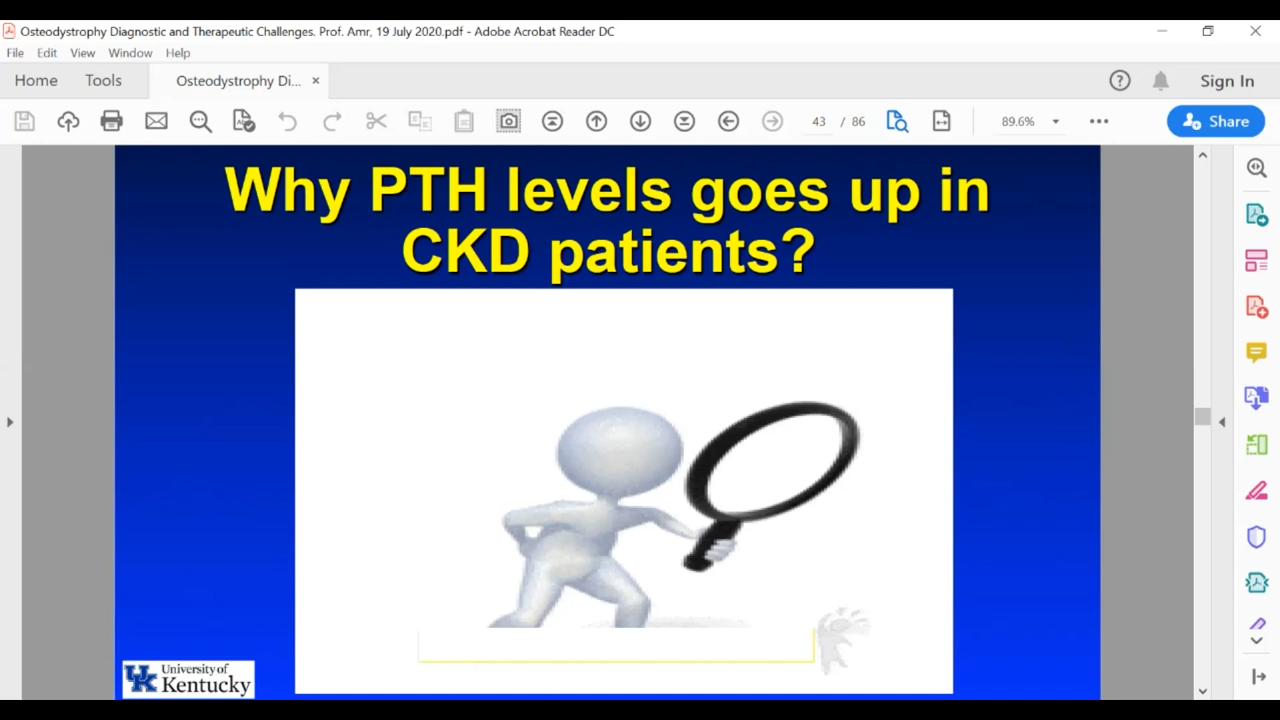 Osteodystrophy Diagnostic and Therapeutic Challenges. Prof. Amr, 19 July 2020.pdf - Adobe Acrobat Reader DC
File Edit View Window Help
Home Tools Osteodystrophy Di... × Sign In
43 / 86 89.6% Share
Why PTH levels goes up in
CKD patients?
UK University of
Kentucky